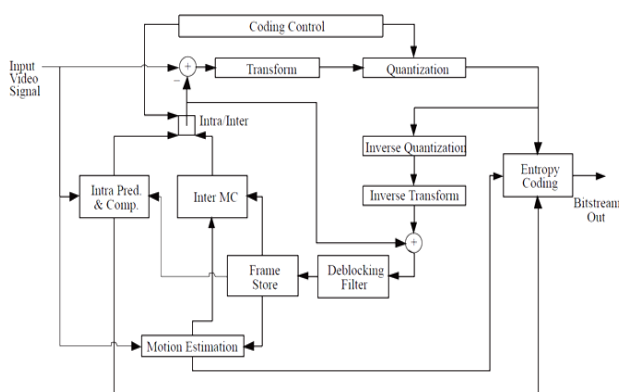 Coding Control
Input
Video
Signal
+
−
Transform
Quantization
Intra/Inter
Inverse Quantization
Entropy
Coding
Bitstream
Out
Intra Pred.
& Comp.
Inter MC
Inverse Transform
+
Frame
Store
Deblocking
Filter
Motion Estimation